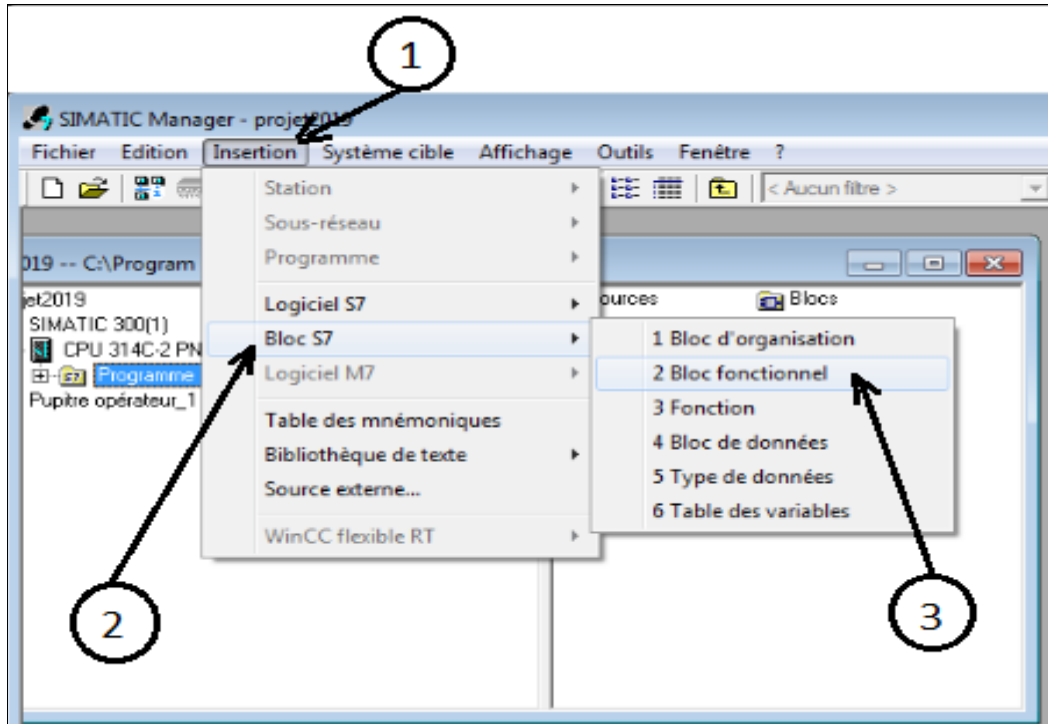 1
SIMATIC Manager - projet2019
Fichier Edition Insertion Système cible Affichage Outils Fenêtre ?
< Aucun filtre >
Station
Sous-réseau
Programme
Logiciel S7
Bloc S7
Logiciel M7
Table des mnémoniques
Bibliothèque de texte
Source externe...
WinCC flexible RT
019 -- C:\Program
jet2019
SIMATIC 300(1)
CPU 314C-2 PN
Programme
Pupitre opérateur_1
ources Blocs
1 Bloc d'organisation
2 Bloc fonctionnel
3 Fonction
4 Bloc de données
5 Type de données
6 Table des variables
2
3